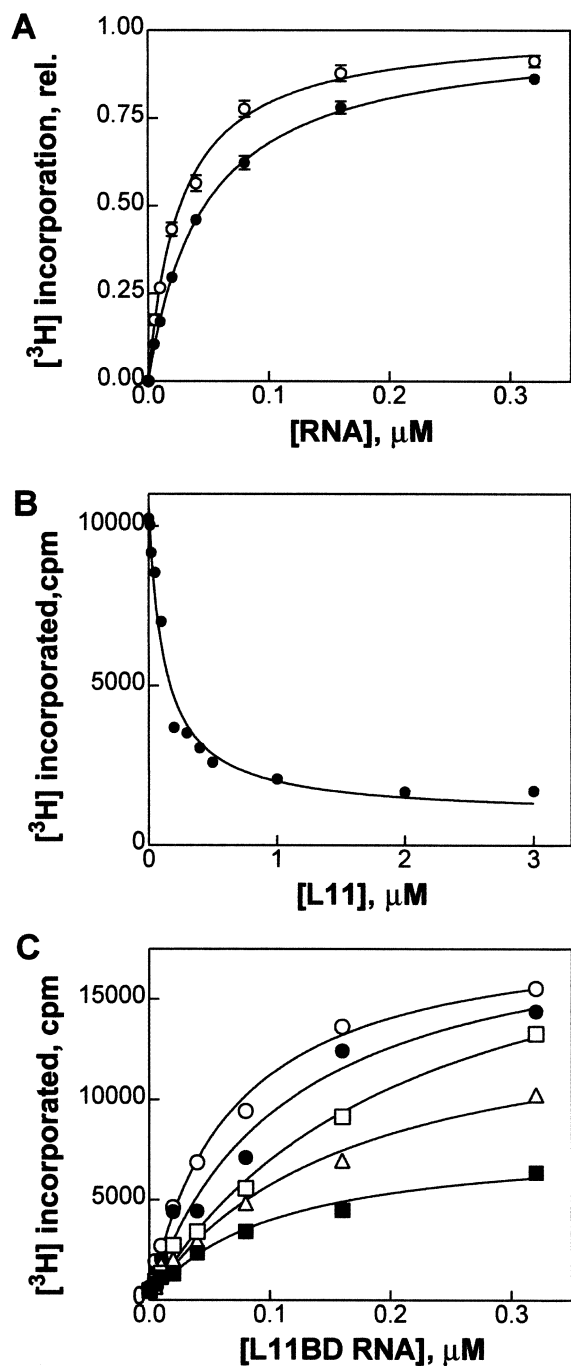 A
[³H] incorporation, rel.
1.00
0.75
0.50
0.25
0.00
0.0 0.1 0.2 0.3
[RNA], μM
B
[³H] incorporated,cpm
10000
5000
0
0 1 2 3
[L11], μM
C
[³H] incorporated, cpm
15000
10000
5000
0
0.0 0.1 0.2 0.3
[L11BD RNA], μM